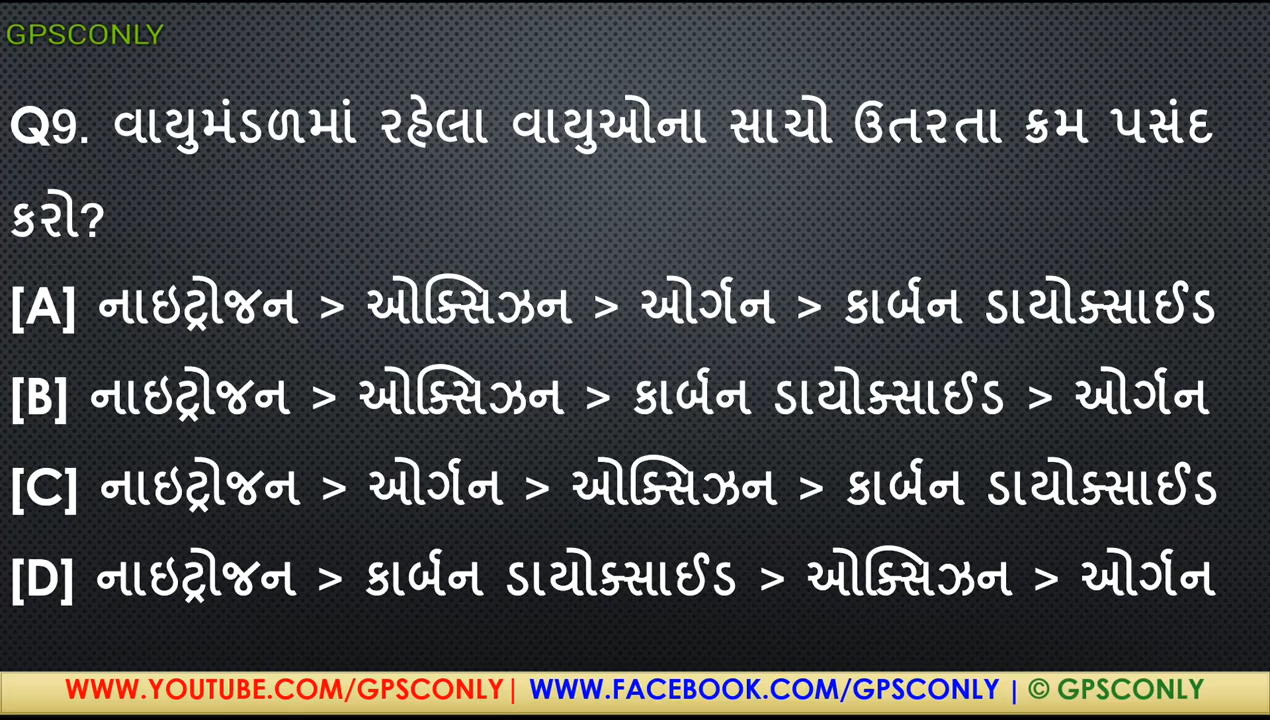 GPSCONLY
Q9. વાયુમંડળમાં રહેલા વાયુઓના સાચો ઉતરતા ક્રમ પસંદ
કરો?
[A] નાઇટ્રોજન > ઓક્સિઝન > ઓર્ગન > કાર્બન ડાયોક્સાઈડ
[B] નાઇટ્રોજન > ઓક્સિઝન > કાર્બન ડાયોક્સાઈડ > ઓર્ગન
[C] નાઇટ્રોજન > ઓર્ગન > ઓક્સિઝન > કાર્બન ડાયોક્સાઈડ
[D] નાઇટ્રોજન > કાર્બન ડાયોક્સાઈડ > ઓક્સિઝન > ઓર્ગન
WWW.YOUTUBE.COM/GPSCONLY| WWW.FACEBOOK.COM/GPSCONLY | © GPSCONLY